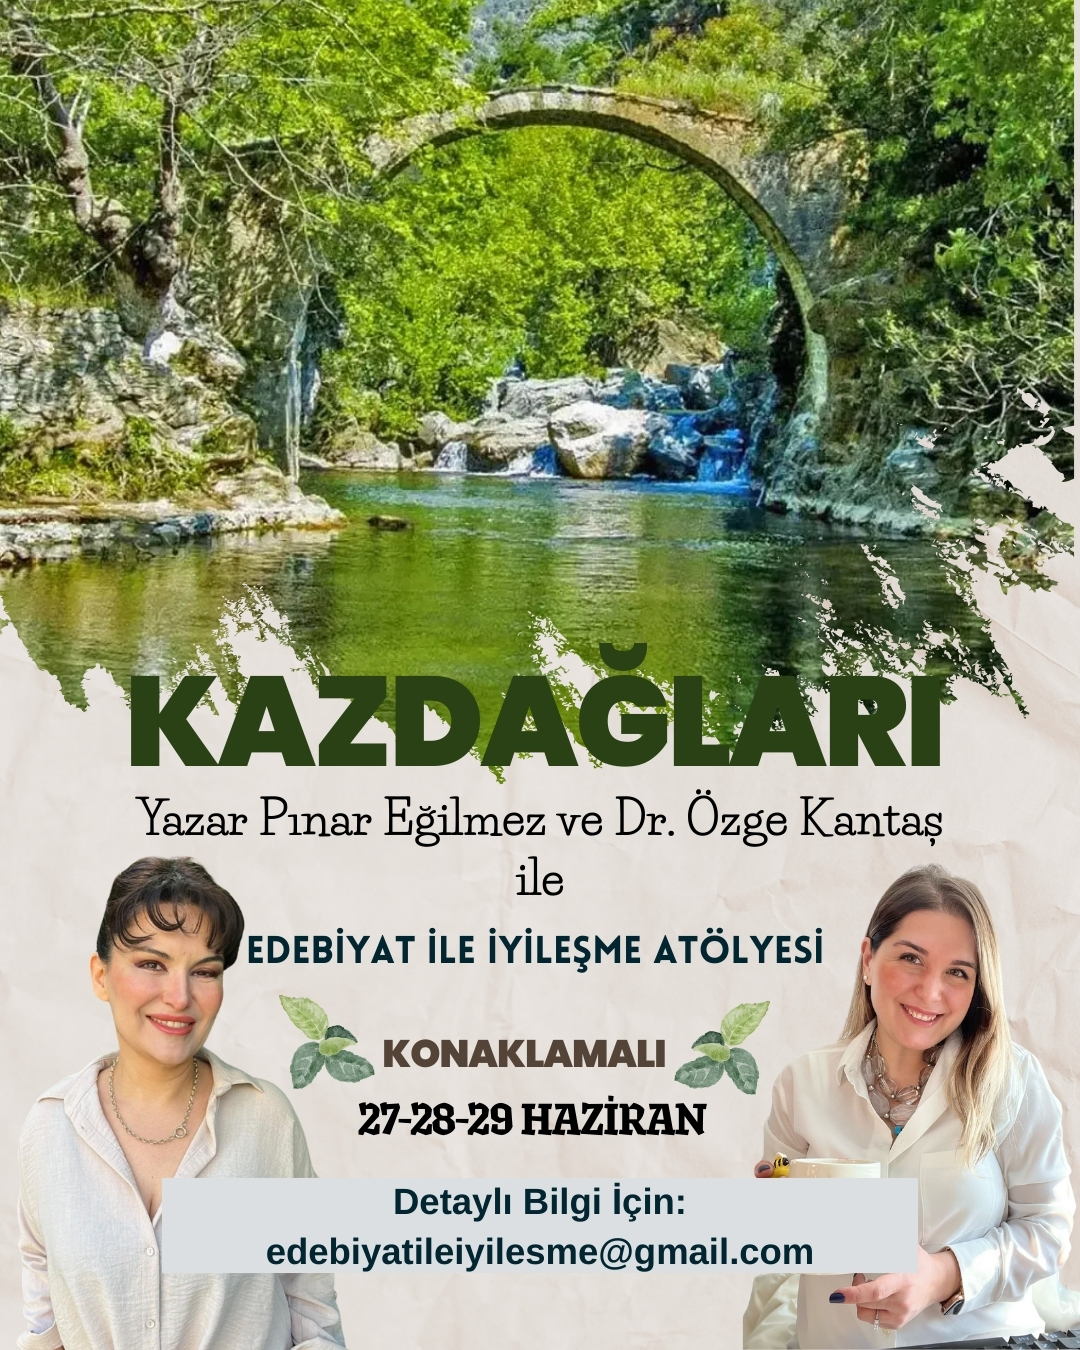 KAZDAĞLARI
Yazar Pınar Eğilmez ve Dr. Özge Kantaş
ile
EDEBİYAT İLE İYİLEŞME ATÖLYESİ
KONAKLAMALI
27-28-29 HAZİRAN
Detaylı Bilgi İçin:
edebiyatileiyilesme@gmail.com